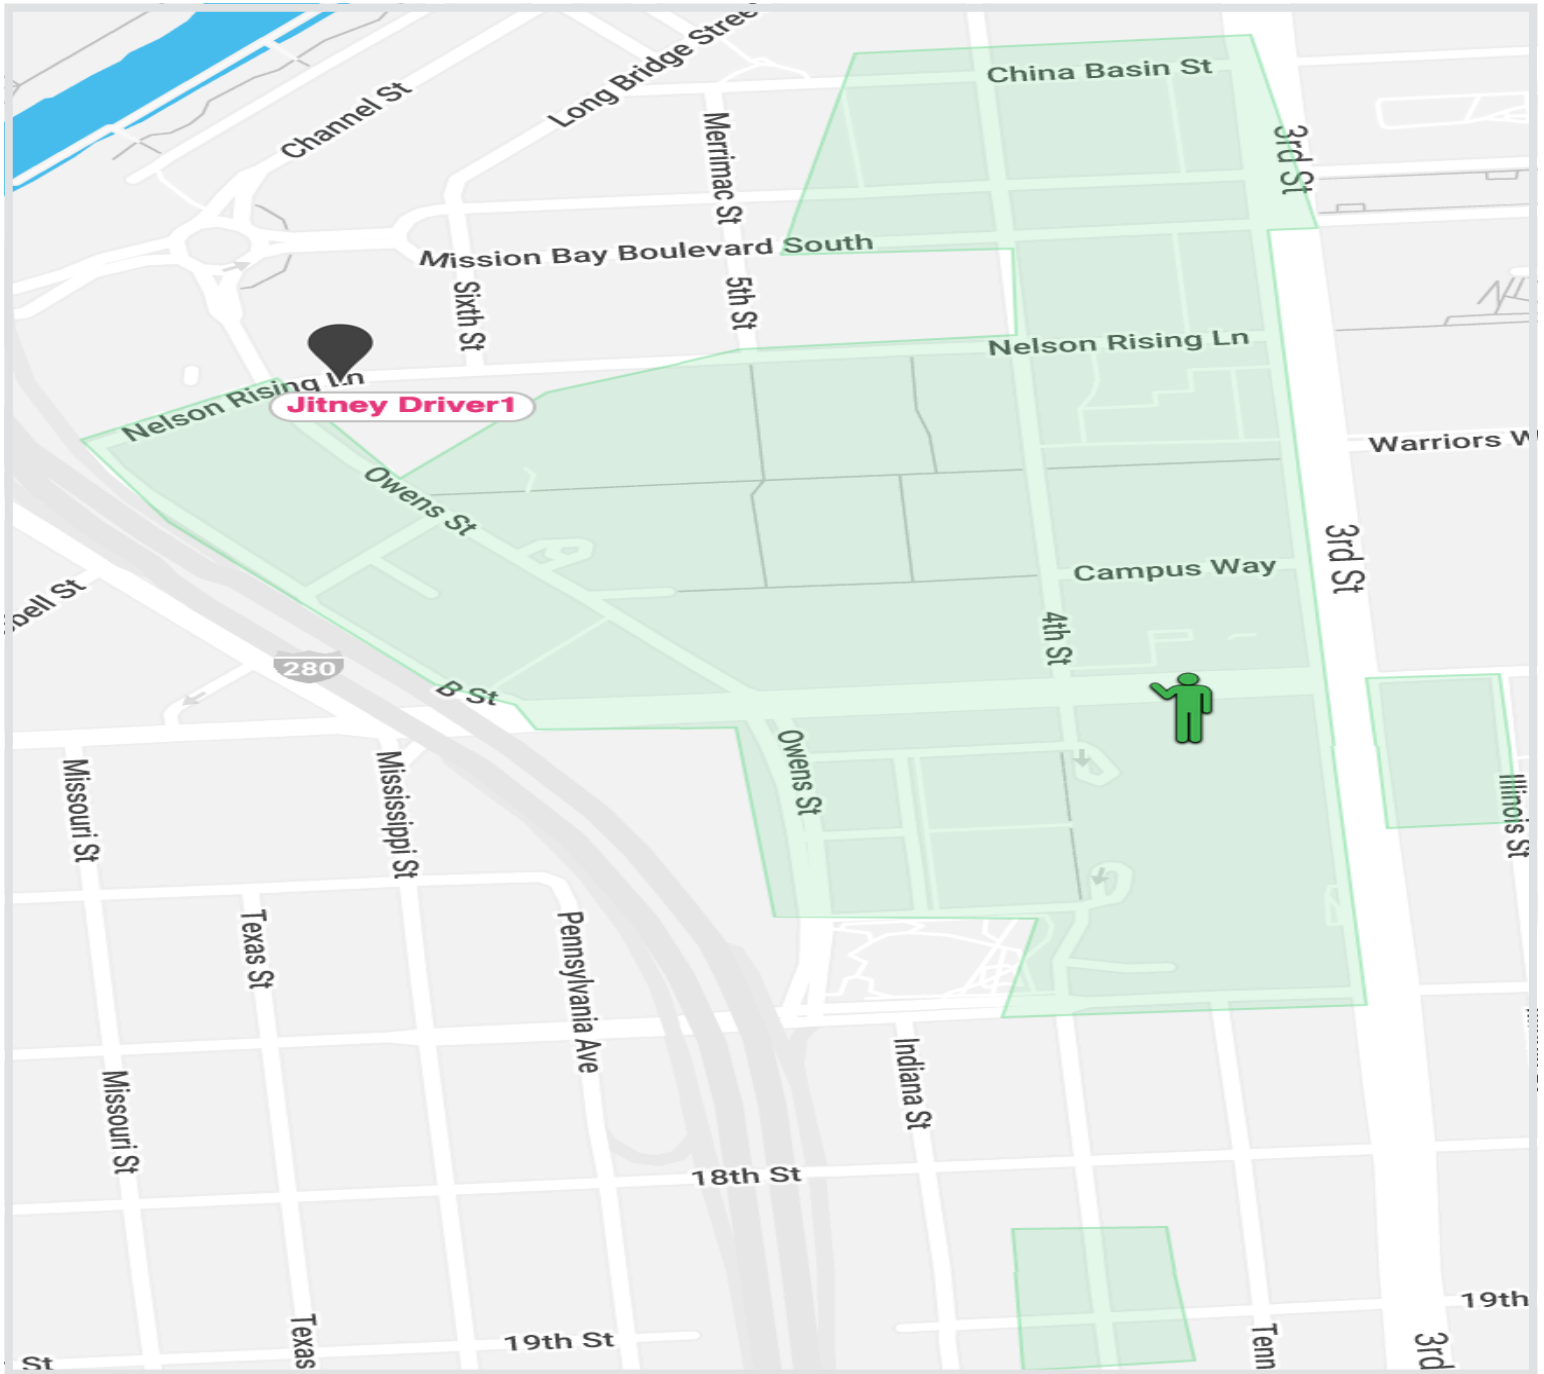 China Basin St
Long Bridge Stree
Channel St
3rd St
Merrimac St
Mission Bay Boulevard South
Sixth St
5th St
Nelson Rising Ln
Nelson Rising Ln
Jitney Driver1
Warriors W
Owens St
3rd St
Campus Way
bell St
4th St
280
B St
Owens St
Missouri St
Mississippi St
Illinois St
Texas St
Pennsylvania Ave
Indiana St
Missouri St
18th St
19th
Texas
19th St
Tenn
3rd
St